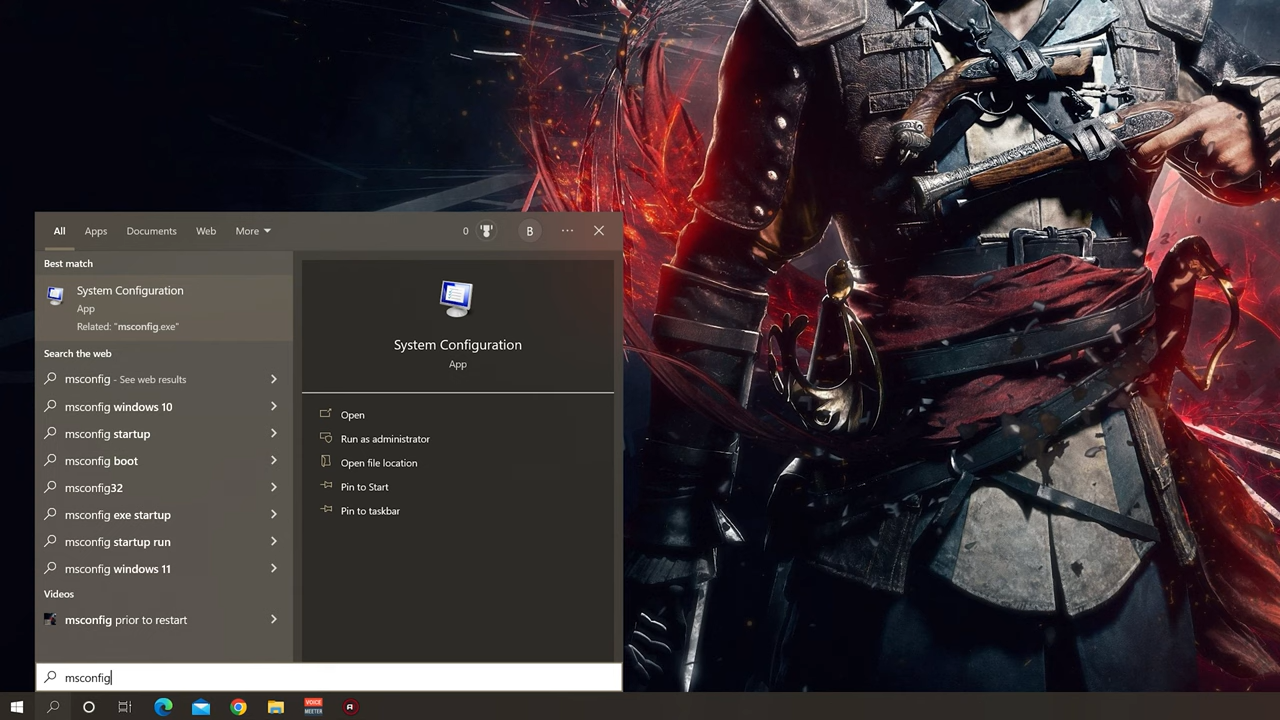 All Apps Documents Web More 0 B ...
Best match
System Configuration
App
Related: "msconfig.exe"
Search the web
msconfig - See web results
msconfig windows 10
msconfig startup
msconfig boot
msconfig32
msconfig exe startup
msconfig startup run
msconfig windows 11
Videos
msconfig prior to restart
System Configuration
App
Open
Run as administrator
Open file location
Pin to Start
Pin to taskbar
msconfig
VOICE
MEETER
A